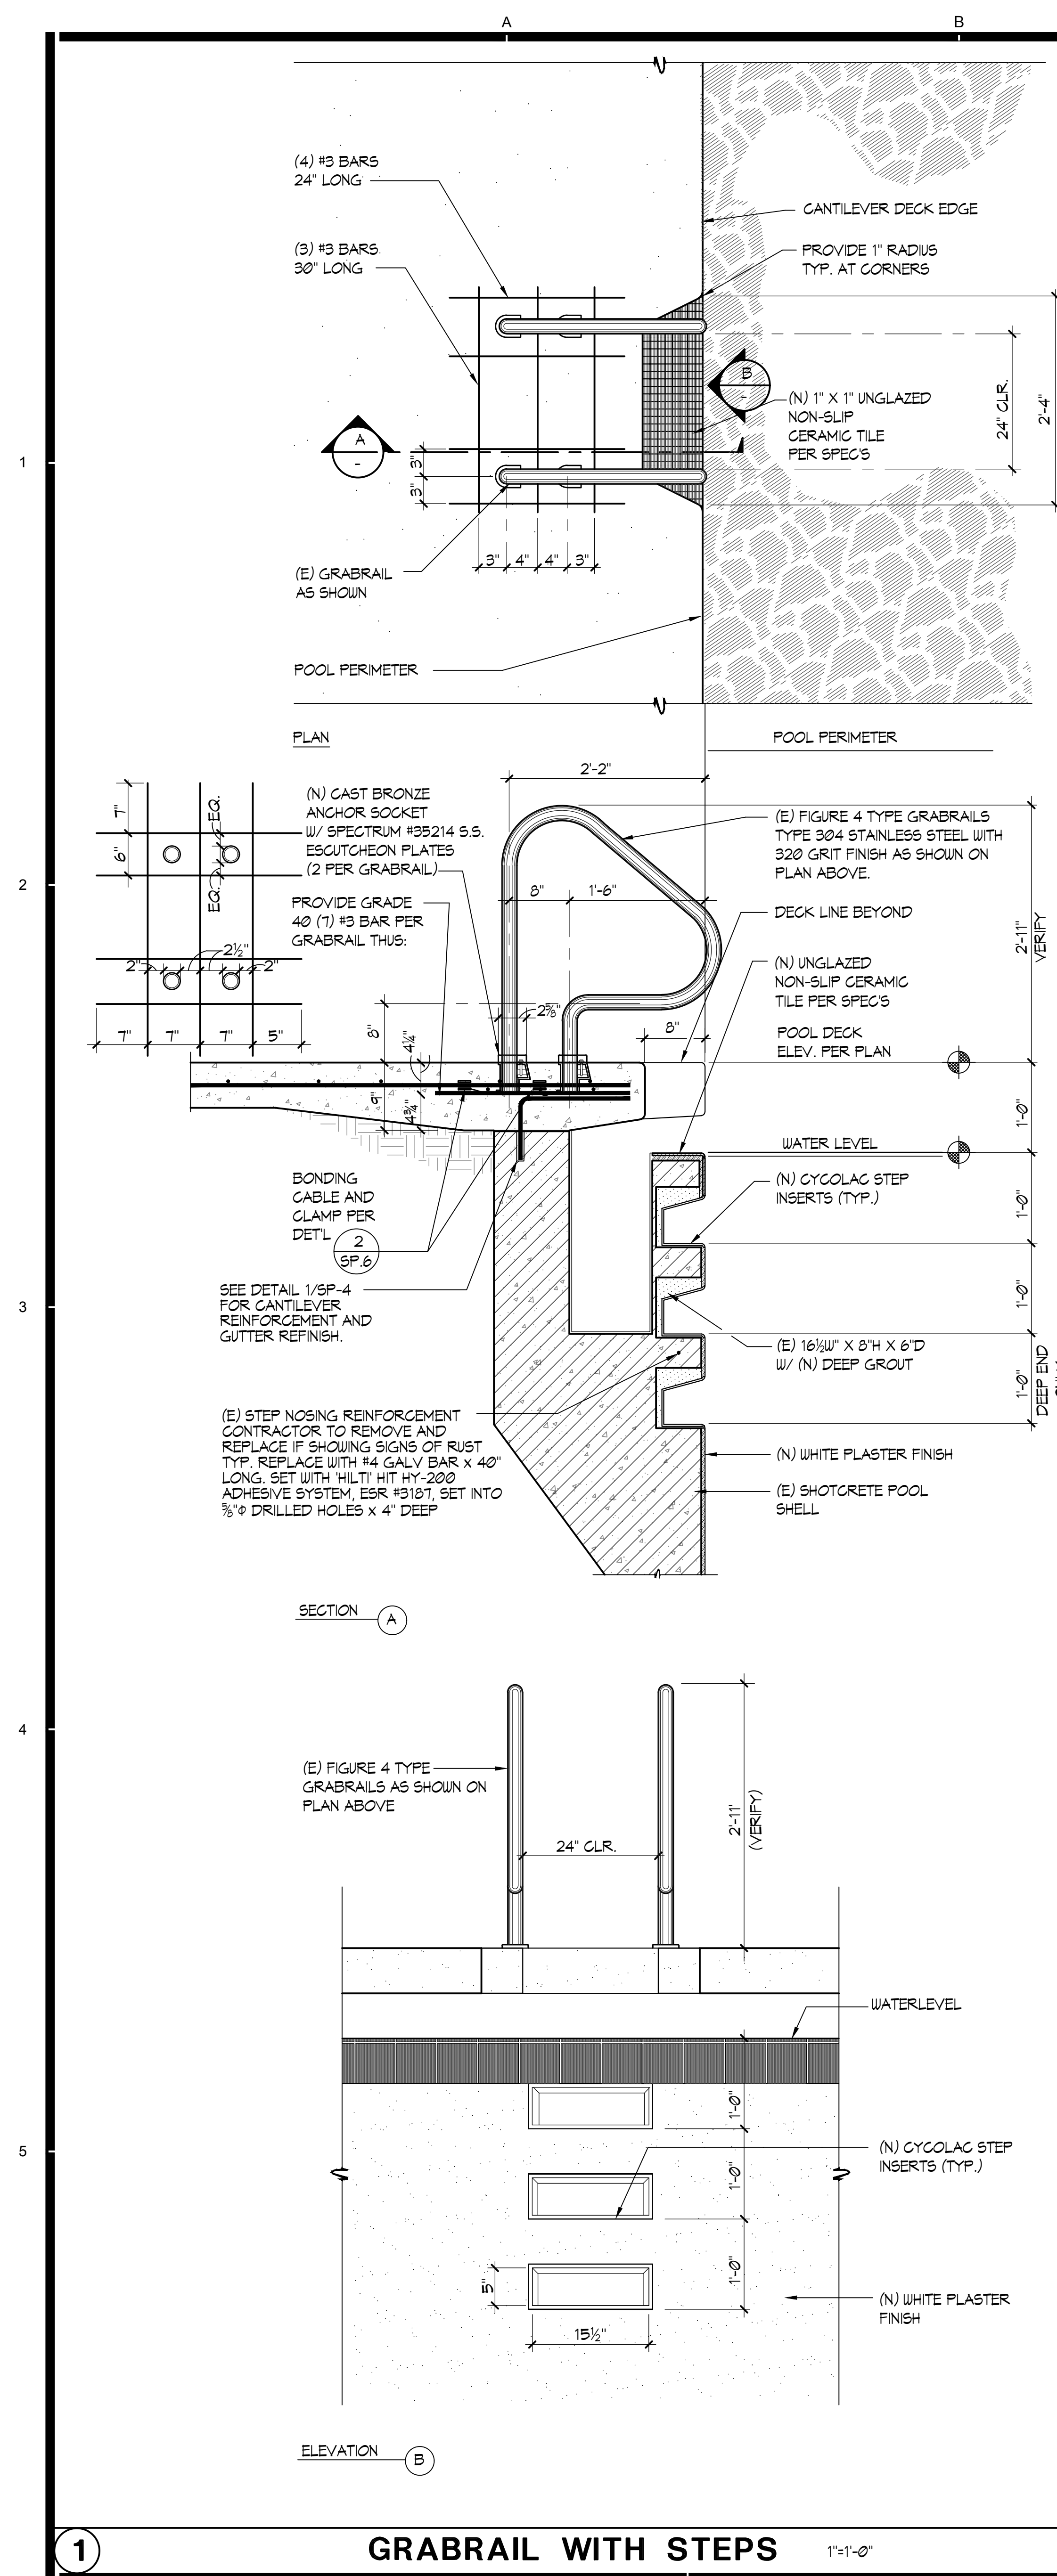 A
B
(4) #3 BARS
24" LONG
CANTILEVER DECK EDGE
(3) #3 BARS
30" LONG
PROVIDE 1" RADIUS
TYP. AT CORNERS
B
-
(N) 1" X 1" UNGLAZED
NON-SLIP
CERAMIC TILE
PER SPEC'S
24" CLR.
2'-4"
1
A
-
3"
3"
3"
4"
4"
3"
(E) GRABRAIL
AS SHOWN
POOL PERIMETER
PLAN
POOL PERIMETER
2'-2"
(N) CAST BRONZE
ANCHOR SOCKET
W/ SPECTRUM #35214 S.S.
ESCUTCHEON PLATES
(2 PER GRABRAIL)
PROVIDE GRADE
40 (7) #3 BAR PER
GRABRAIL THUS:
7"
6"
EQ.
EQ.
2"
2½"
2"
7"
7"
7"
5"
2
(E) FIGURE 4 TYPE GRABRAILS
TYPE 304 STAINLESS STEEL WITH
320 GRIT FINISH AS SHOWN ON
PLAN ABOVE.
8"
1'-6"
DECK LINE BEYOND
2'-11"
VERIFY
(N) UNGLAZED
NON-SLIP CERAMIC
TILE PER SPEC'S
2⅝"
8"
8"
4¼"
9"
4¾"
POOL DECK
ELEV. PER PLAN
1'-0"
WATER LEVEL
(N) CYCOLAC STEP
INSERTS (TYP.)
1'-0"
BONDING
CABLE AND
CLAMP PER
DET'L
2
SP.6
SEE DETAIL 1/SP-4
FOR CANTILEVER
REINFORCEMENT AND
GUTTER REFINISH.
3
1'-0"
(E) 16½W" X 8"H X 6"D
W/ (N) DEEP GROUT
1'-0"
DEEP END
(E) STEP NOSING REINFORCEMENT
CONTRACTOR TO REMOVE AND
REPLACE IF SHOWING SIGNS OF RUST
TYP. REPLACE WITH #4 GALV BAR x 40"
LONG. SET WITH 'HILTI' HIT HY-200
ADHESIVE SYSTEM, ESR #3187, SET INTO
⅝"Φ DRILLED HOLES x 4" DEEP
(N) WHITE PLASTER FINISH
(E) SHOTCRETE POOL
SHELL
SECTION
A
4
(E) FIGURE 4 TYPE
GRABRAILS AS SHOWN ON
PLAN ABOVE
24" CLR.
2'-11'
(VERIFY)
WATERLEVEL
1'-0"
5
(N) CYCOLAC STEP
INSERTS (TYP.)
1'-0"
1'-0"
5"
15½"
(N) WHITE PLASTER
FINISH
ELEVATION
B
1
GRABRAIL WITH STEPS
1"=1'-0"